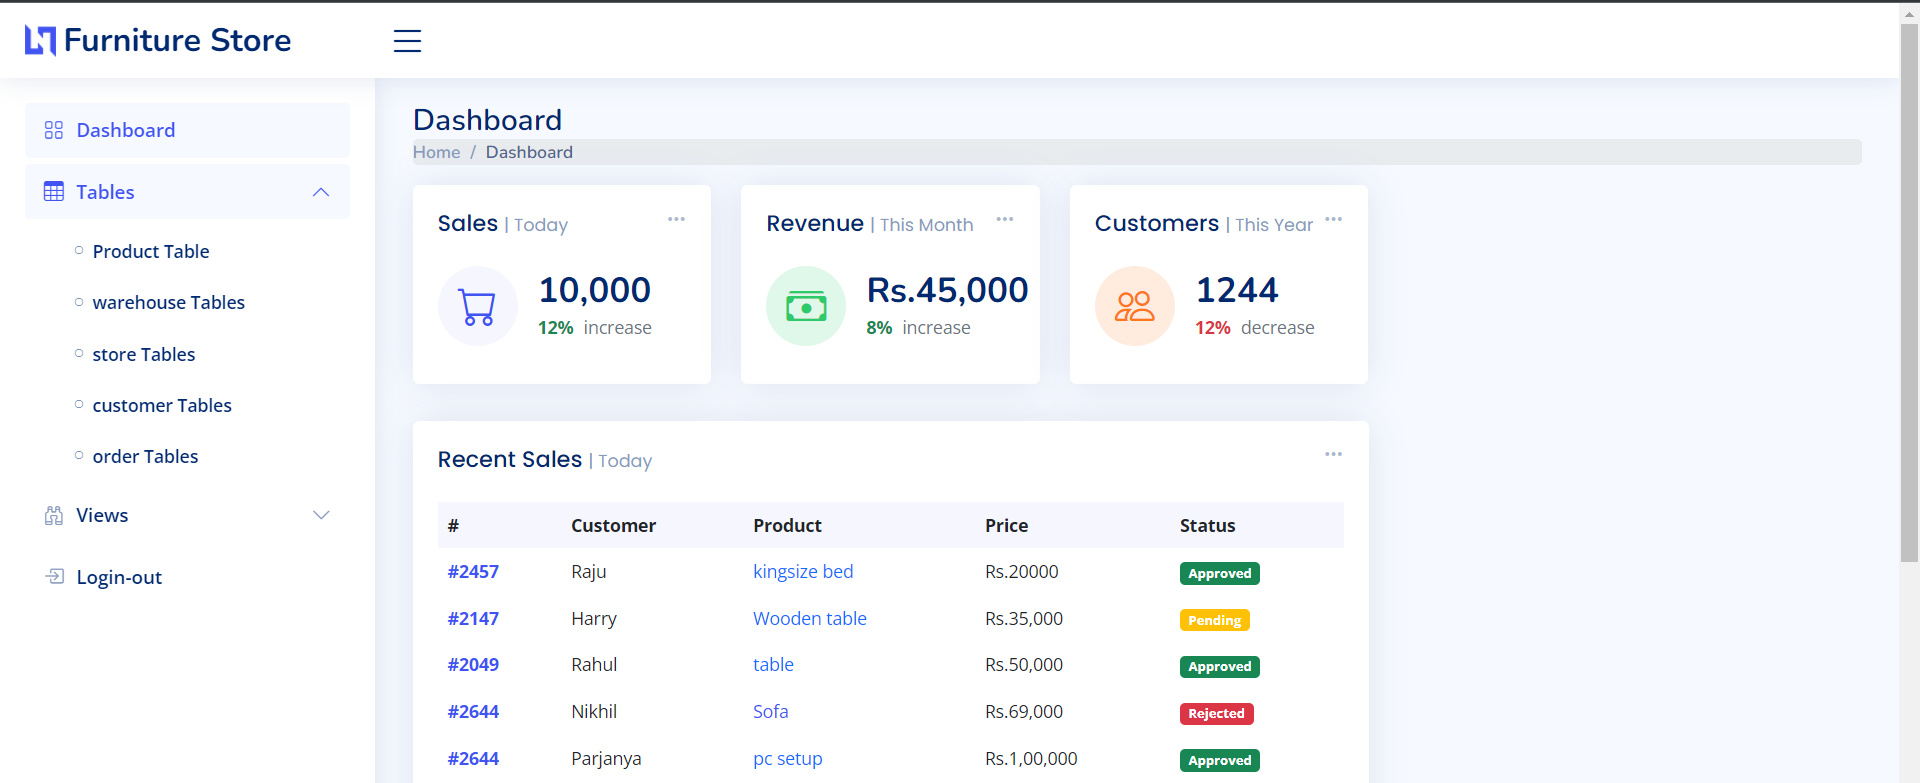 Furniture Store
Dashboard
Tables
Product Table
warehouse Tables
store Tables
customer Tables
order Tables
Views
Login-out
Dashboard
Home / Dashboard
Sales | Today
10,000
12% increase
Revenue | This Month
Rs.45,000
8% increase
Customers | This Year
1244
12% decrease
Recent Sales | Today
# Customer Product Price Status
#2457 Raju kingsize bed Rs.20000 Approved
#2147 Harry Wooden table Rs.35,000 Pending
#2049 Rahul table Rs.50,000 Approved
#2644 Nikhil Sofa Rs.69,000 Rejected
#2644 Parjanya pc setup Rs.1,00,000 Approved